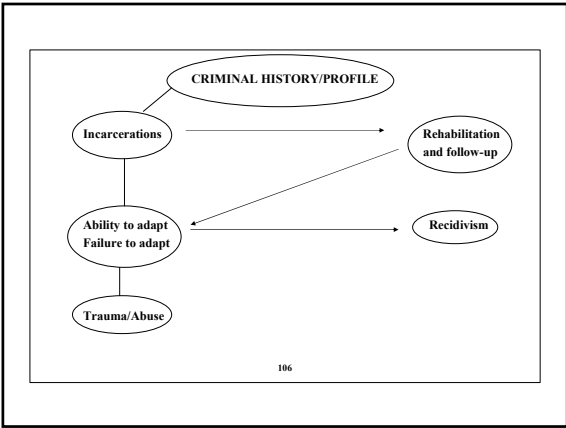 CRIMINAL HISTORY/PROFILE
Incarcerations
Rehabilitation
and follow-up
Ability to adapt
Failure to adapt
Recidivism
Trauma/Abuse
106